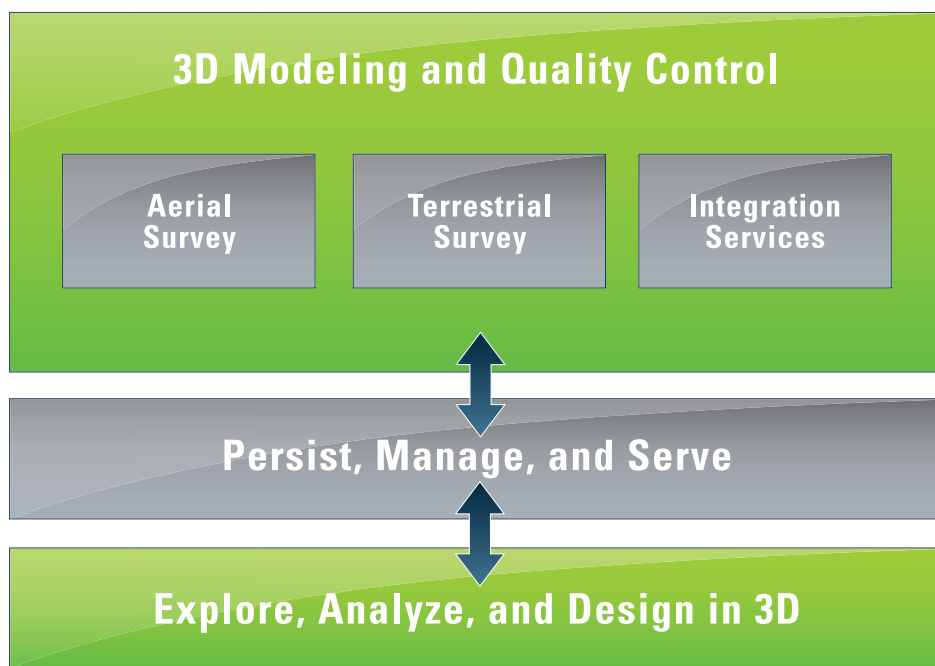 3D Modeling and Quality Control
Aerial
Survey
Terrestrial
Survey
Integration
Services
Persist, Manage, and Serve
Explore, Analyze, and Design in 3D